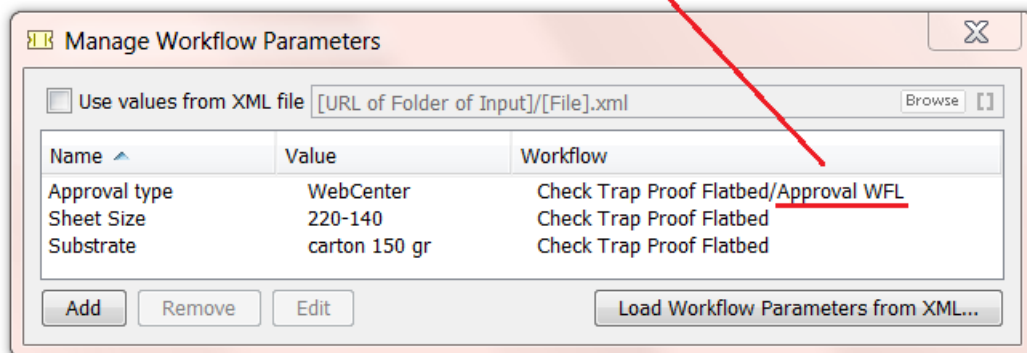 Manage Workflow Parameters
Use values from XML file [URL of Folder of Input]/[File].xml Browse []
Name Value Workflow
Approval type WebCenter Check Trap Proof Flatbed/Approval WFL
Sheet Size 220-140 Check Trap Proof Flatbed
Substrate carton 150 gr Check Trap Proof Flatbed
Add Remove Edit Load Workflow Parameters from XML...